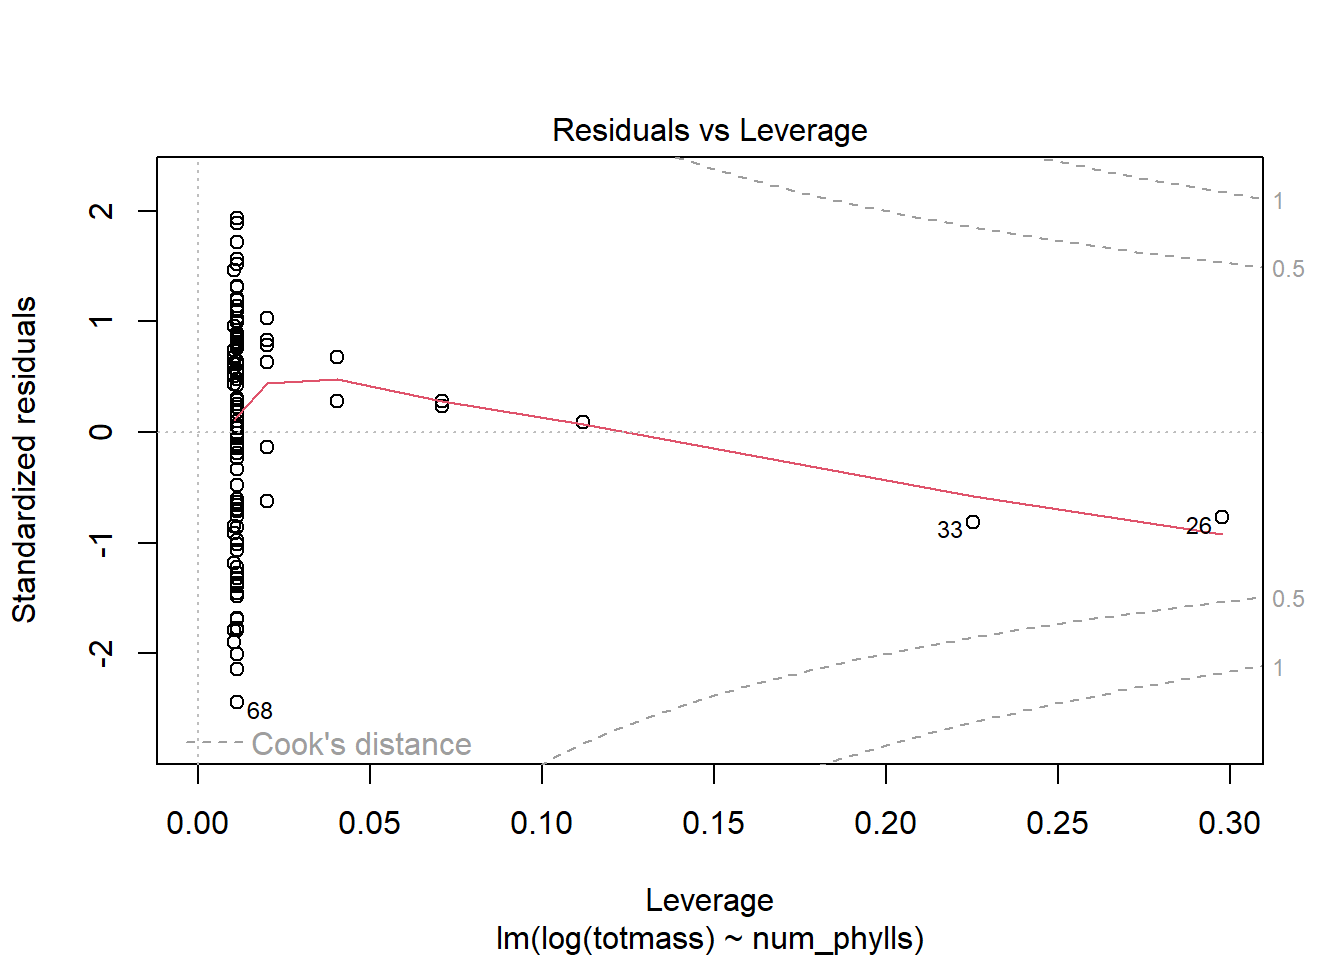 Residuals vs Leverage
Standardized residuals
2
1
0
-1
-2
1
0.5
0.5
1
33
26
68
Cook's distance
0.00 0.05 0.10 0.15 0.20 0.25 0.30
Leverage
lm(log(totmass) ~ num_phylls)